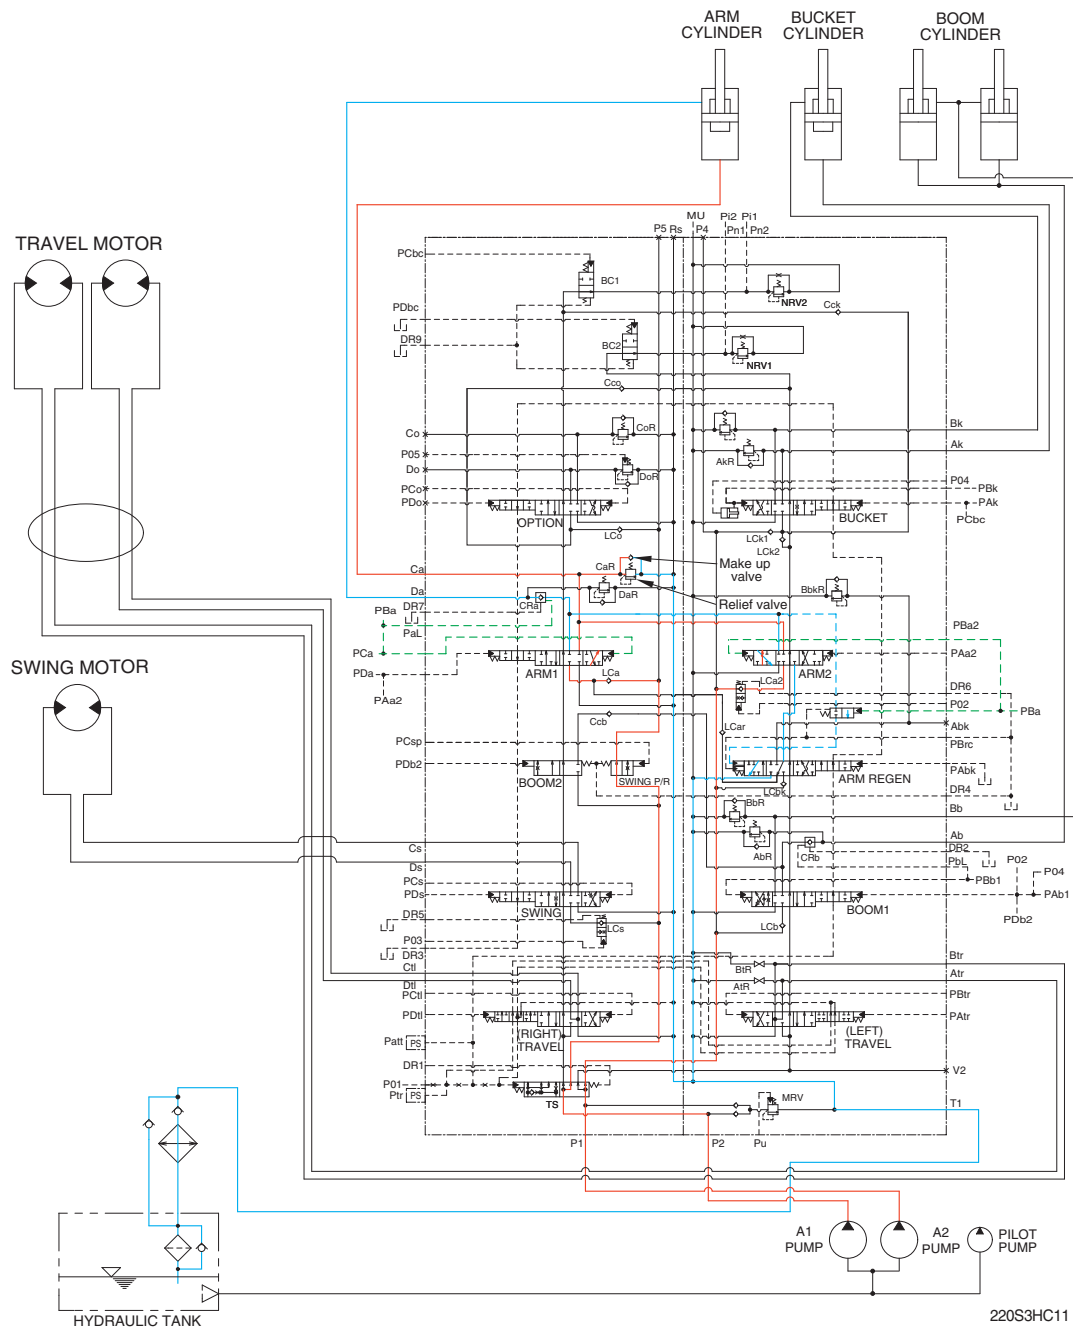 ARM
CYLINDER
BUCKET
CYLINDER
BOOM
CYLINDER
TRAVEL MOTOR
SWING MOTOR
P5 Rs
MU
P4
Pi2 Pi1
Pn1 Pn2
PCbc
BC1
NRV2
Cck
PDbc
DR9
BC2
NRV1
Cco
Co
CoR
Bk
Ak
AkR
P05
Do
DoR
PCo
PDo
OPTION
P04
PBk
PAk
PCbc
BUCKET
LCo
LCk1
LCk2
Make up
valve
Ca
CaR
DaR
Relief valve
BbkR
Da
CRa
DR7
PBa
PaL
PCa
PDa
PAa2
ARM1
LCa
ARM2
LCa2
PBa2
PAa2
DR6
P02
PBa
Abk
PBrc
PAbk
DR4
Bb
Ccb
LCar
PCsp
PDb2
BOOM2
SWING P/R
ARM REGEN
LCbk
BbR
AbR
CRb
Ab
DR2
PbL
P02
P04
PBb1
PAb1
PDb2
Cs
Ds
PCs
PDs
SWING
BOOM1
DR5
LCs
LCb
P03
DR3
Ctl
Dtl
PCtl
PDtl
BtR
AtR
Btr
Atr
PBtr
PAtr
(RIGHT)
TRAVEL
(LEFT)
TRAVEL
Patt PS
DR1
P01
Ptr PS
TS
V2
MRV
T1
P1
P2
Pu
A1
PUMP
A2
PUMP
PILOT
PUMP
HYDRAULIC TANK
220S3HC11